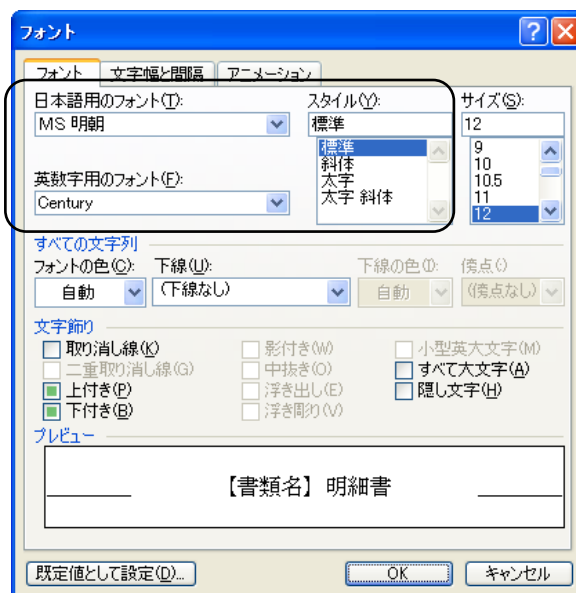 フォント
フォント 文字幅と間隔 アニメーション
日本語用のフォント(T): スタイル(Y): サイズ(S):
MS 明朝 標準 12
標準 9
斜体 10
太字 10.5
太字 斜体 11
12
英数字用のフォント(F):
Century
すべての文字列
フォントの色(C): 下線(U): 下線の色(I): 傍点(·)
自動 (下線なし) 自動 (傍点なし)
文字飾り
取り消し線(K) 影付き(W) 小型英大文字(M)
二重取り消し線(G) 中抜き(O) すべて大文字(A)
上付き(P) 浮き出し(E) 隠し文字(H)
下付き(B) 浮き彫り(V)
プレビュー
【書類名】 明細書
既定値として設定(D)... OK キャンセル